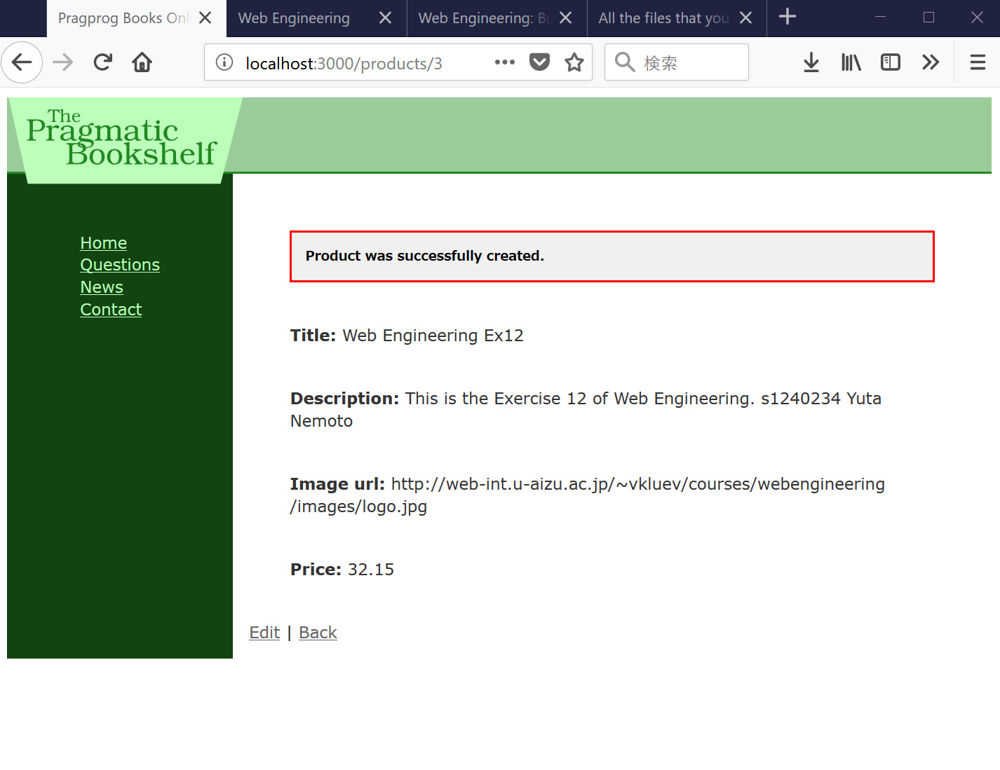 Pragprog Books Onl
Web Engineering
Web Engineering: Bu
All the files that you
localhost:3000/products/3
検索
The
Pragmatic
Bookshelf
Home
Questions
News
Contact
Product was successfully created.
Title: Web Engineering Ex12
Description: This is the Exercise 12 of Web Engineering. s1240234 Yuta
Nemoto
Image url: http://web-int.u-aizu.ac.jp/~vkluev/courses/webengineering
/images/logo.jpg
Price: 32.15
Edit | Back